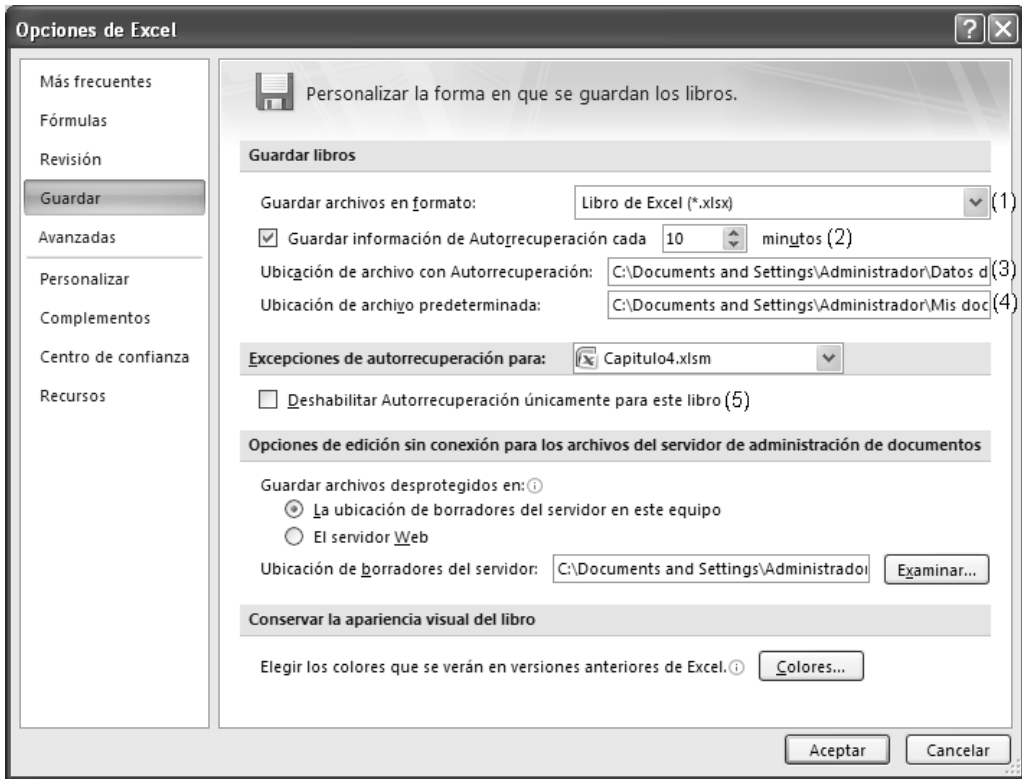 Opciones de Excel
Más frecuentes
Fórmulas
Revisión
Guardar
Avanzadas
Personalizar
Complementos
Centro de confianza
Recursos
Personalizar la forma en que se guardan los libros.
Guardar libros
Guardar archivos en formato: Libro de Excel (*.xlsx) (1)
Guardar información de Autorrecuperación cada 10 minutos (2)
Ubicación de archivo con Autorrecuperación: C:\Documents and Settings\Administrador\Datos d (3)
Ubicación de archivo predeterminada: C:\Documents and Settings\Administrador\Mis doc (4)
Excepciones de autorrecuperación para: Capitulo4.xlsm
Deshabilitar Autorrecuperación únicamente para este libro (5)
Opciones de edición sin conexión para los archivos del servidor de administración de documentos
Guardar archivos desprotegidos en:
La ubicación de borradores del servidor en este equipo
El servidor Web
Ubicación de borradores del servidor: C:\Documents and Settings\Administrador Examinar...
Conservar la apariencia visual del libro
Elegir los colores que se verán en versiones anteriores de Excel. Colores...
Aceptar Cancelar